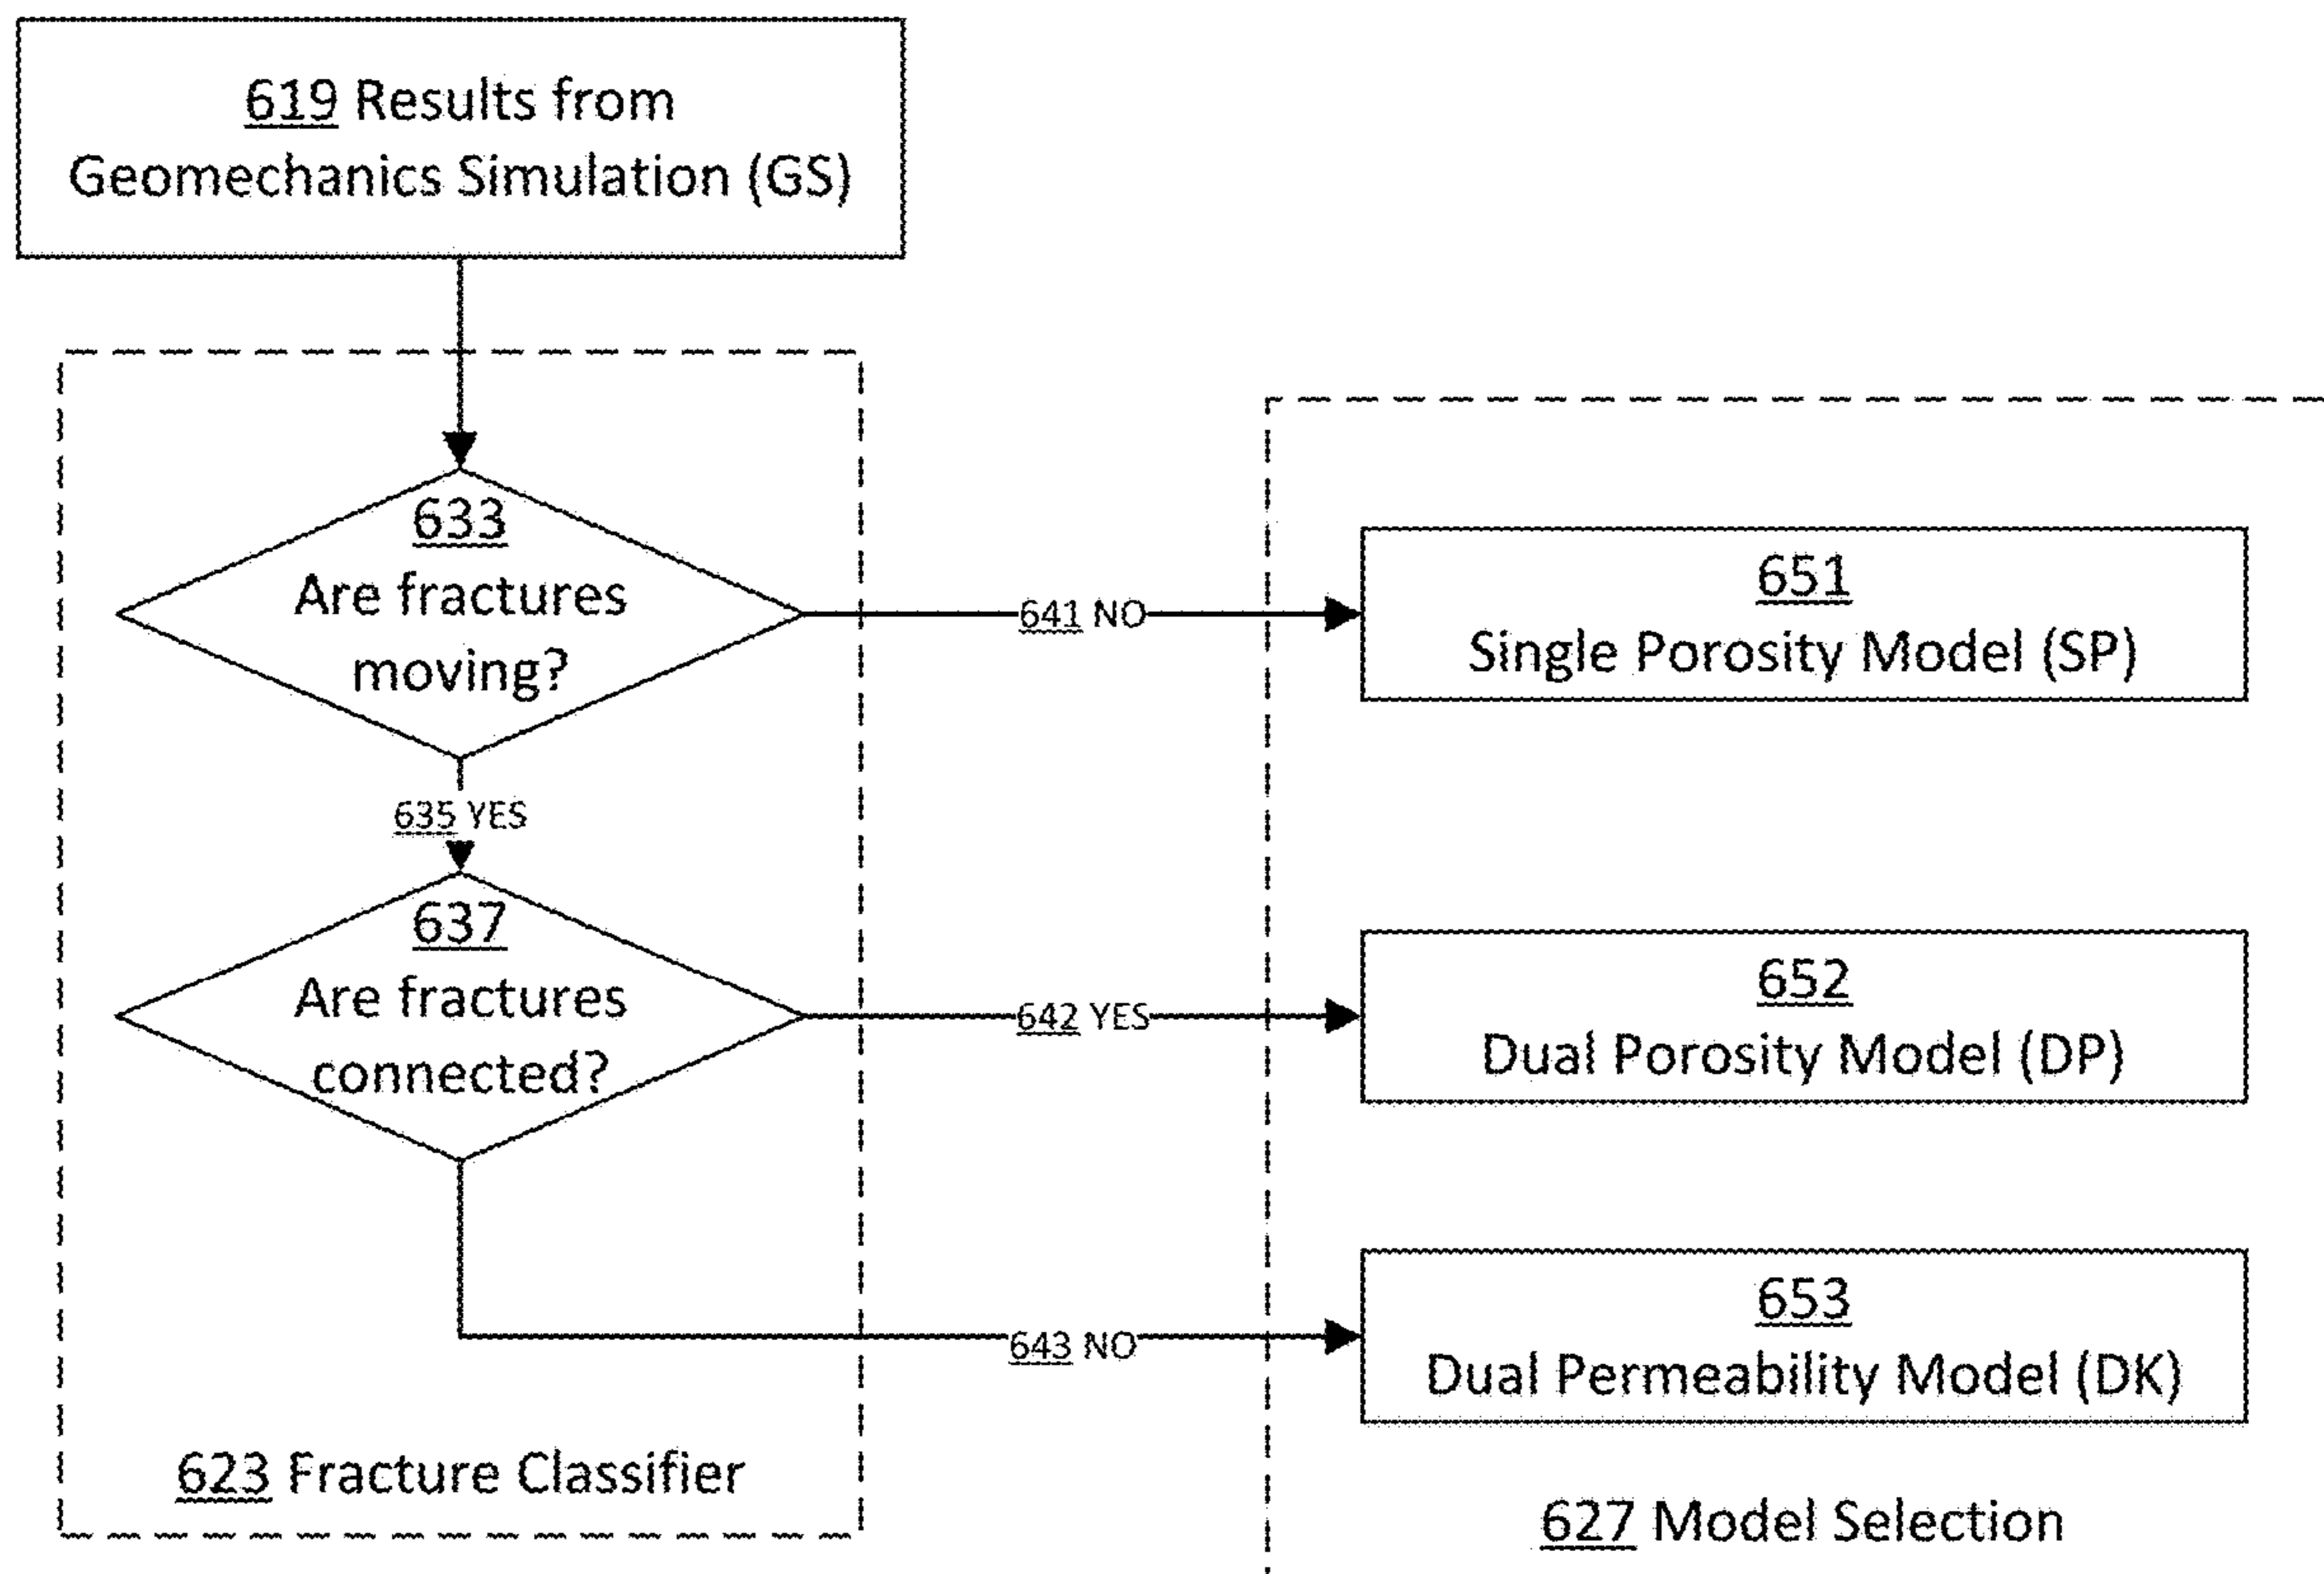 619 Results from
Geomechanics Simulation (GS)
633
Are fractures
moving?
641 NO
651
Single Porosity Model (SP)
635 YES
637
Are fractures
connected?
642 YES
652
Dual Porosity Model (DP)
643 NO
653
Dual Permeability Model (DK)
623 Fracture Classifier
627 Model Selection